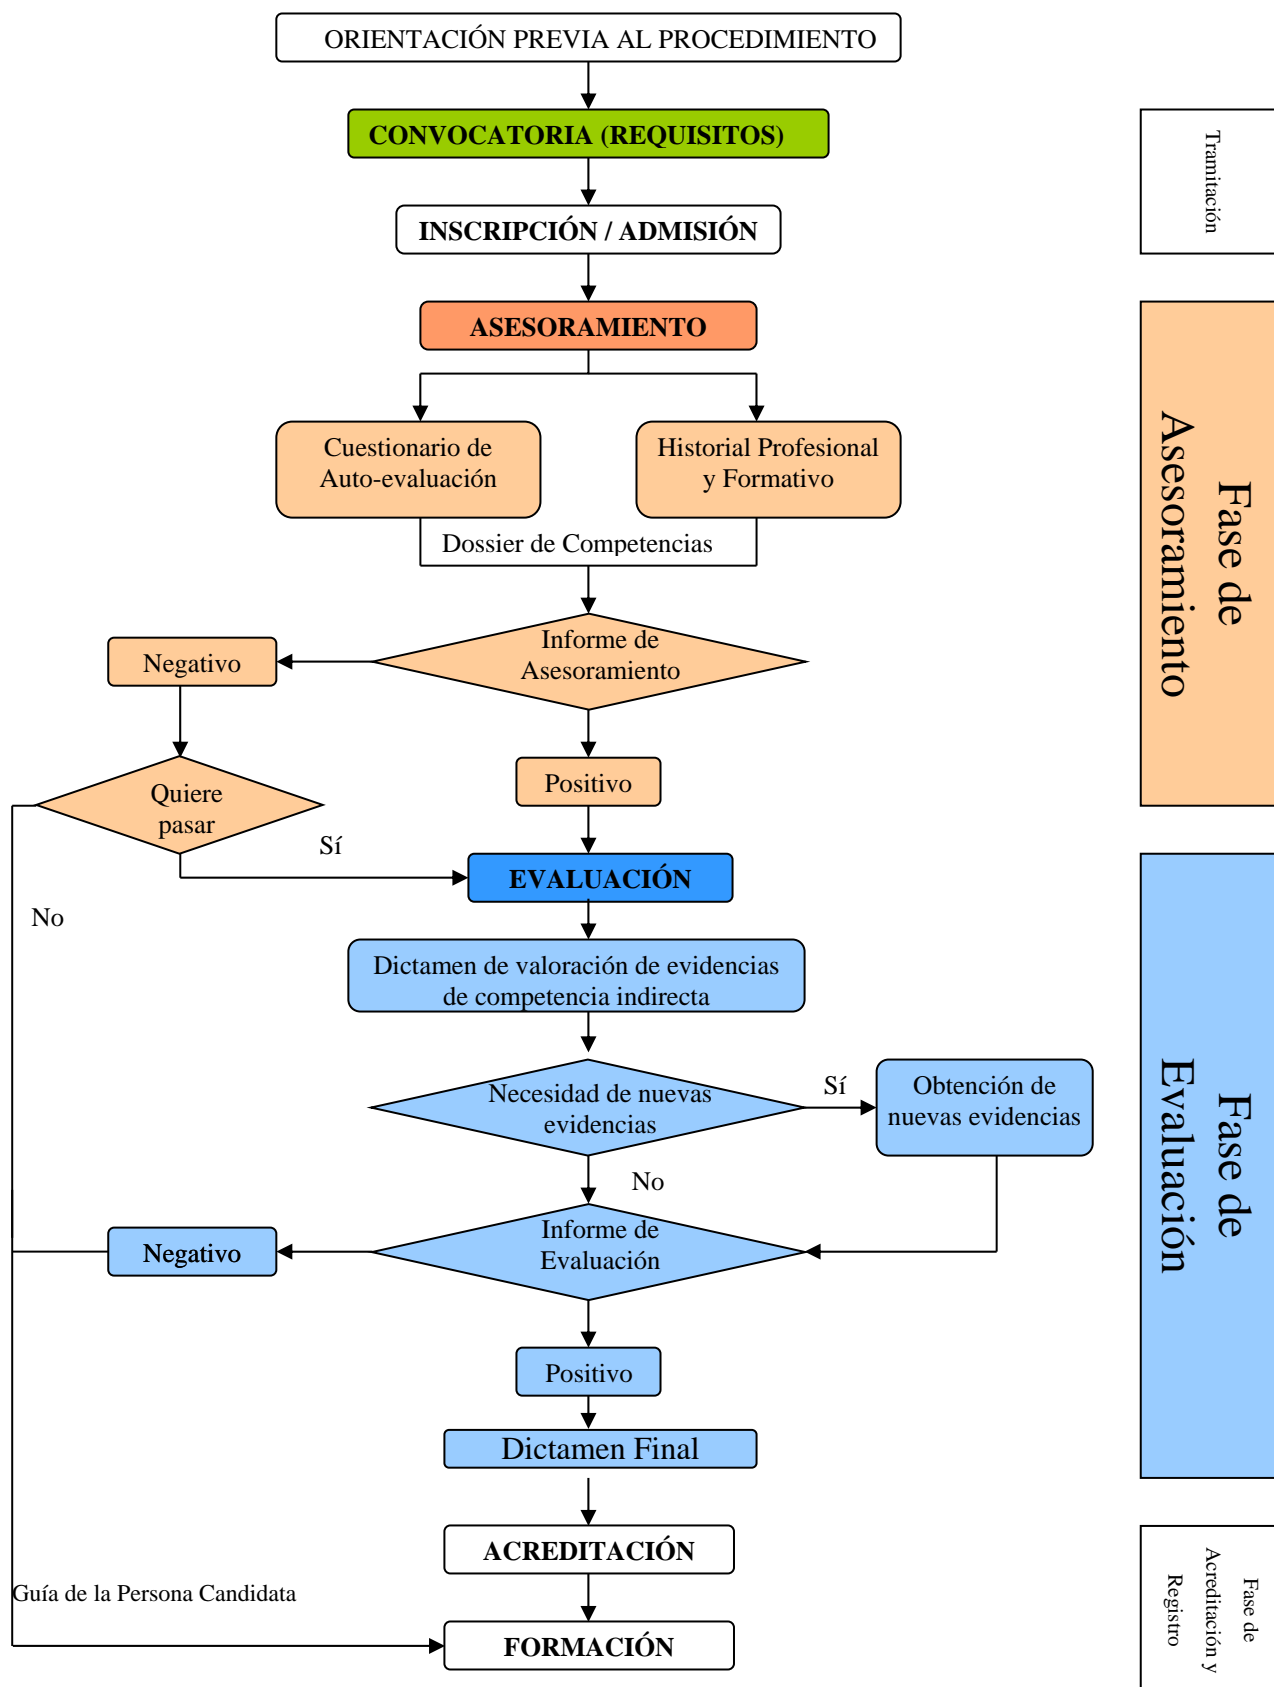 ORIENTACIÓN PREVIA AL PROCEDIMIENTO
CONVOCATORIA (REQUISITOS)
Tramitación
INSCRIPCIÓN / ADMISIÓN
ASESORAMIENTO
Cuestionario de
Auto-evaluación
Historial Profesional
y Formativo
Dossier de Competencias
Fase de
Asesoramiento
Informe de
Asesoramiento
Negativo
Quiere
pasar
Positivo
Sí
No
EVALUACIÓN
Dictamen de valoración de evidencias
de competencia indirecta
Necesidad de nuevas
evidencias
Sí
Obtención de
nuevas evidencias
Fase de
Evaluación
No
Informe de
Evaluación
Negativo
Positivo
Dictamen Final
ACREDITACIÓN
Guía de la Persona Candidata
FORMACIÓN
Fase de
Acreditación y
Registro